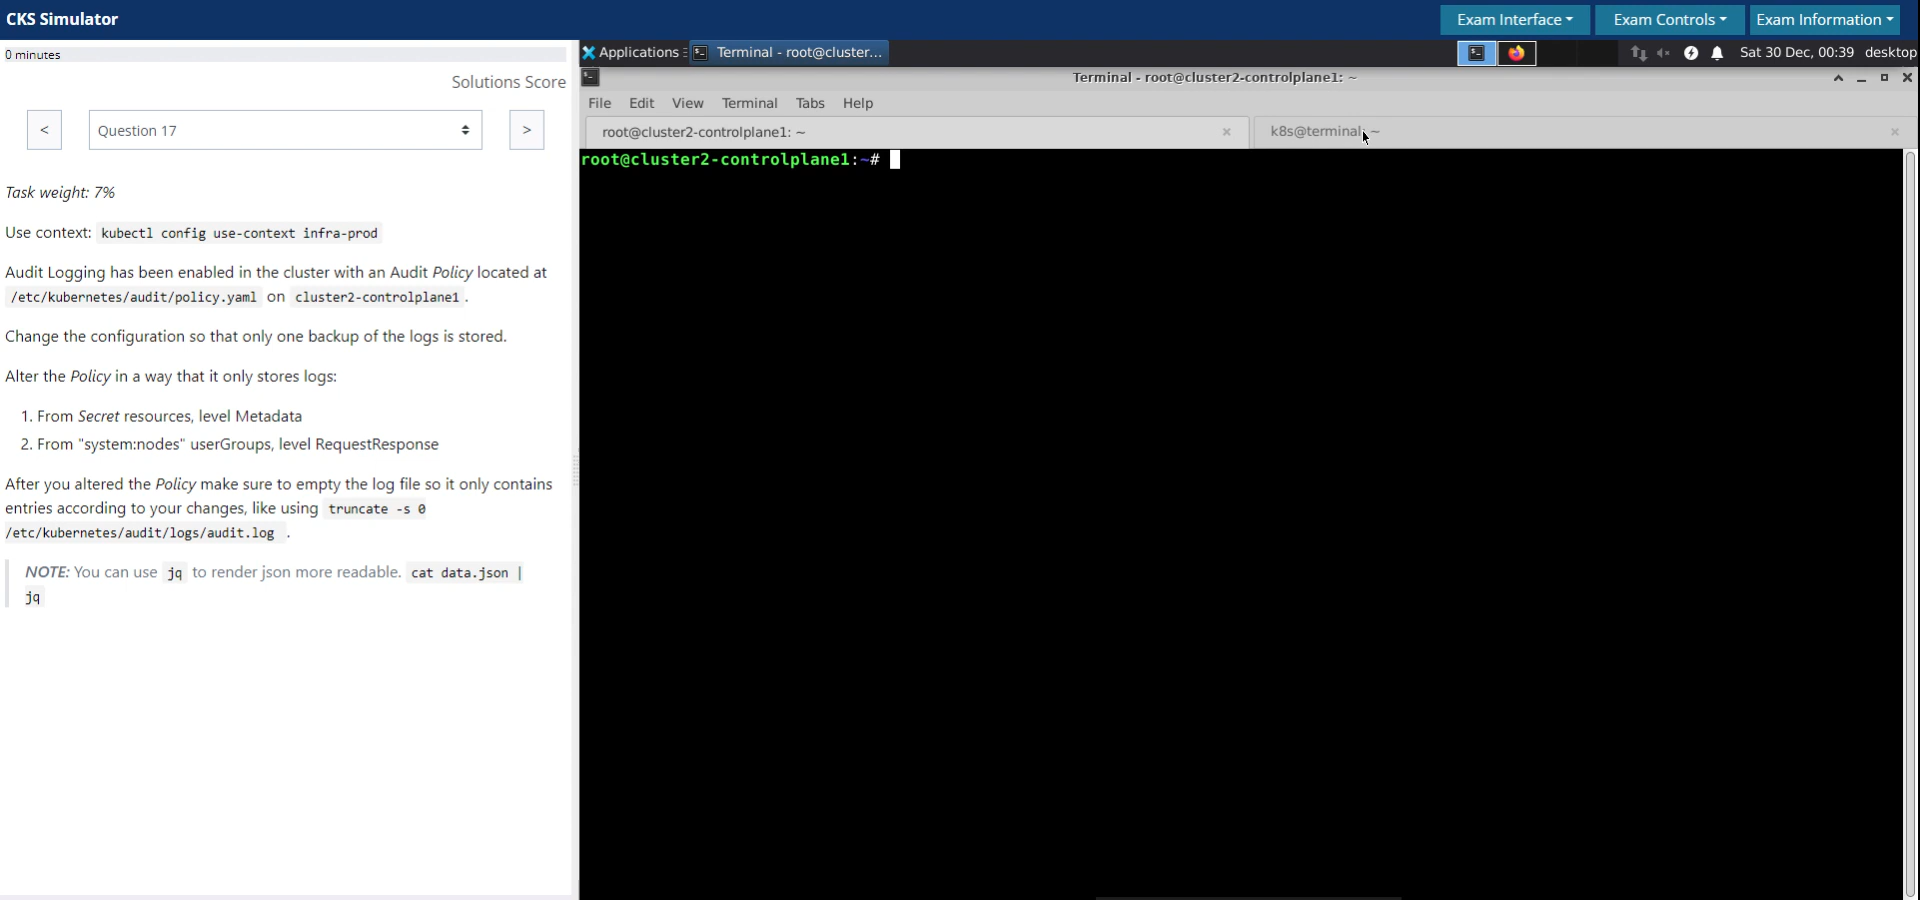 CKS Simulator
Exam Interface
Exam Controls
Exam Information
0 minutes
Applications
Terminal - root@cluster...
Sat 30 Dec, 00:39
desktop
Solutions Score
Terminal - root@cluster2-controlplane1: ~
File Edit View Terminal Tabs Help
<
Question 17
>
root@cluster2-controlplane1: ~
k8s@terminal: ~
root@cluster2-controlplane1:~#
Task weight: 7%
Use context: kubectl config use-context infra-prod
Audit Logging has been enabled in the cluster with an Audit Policy located at
/etc/kubernetes/audit/policy.yaml on cluster2-controlplane1 .
Change the configuration so that only one backup of the logs is stored.
Alter the Policy in a way that it only stores logs:
1. From Secret resources, level Metadata
2. From "system:nodes" userGroups, level RequestResponse
After you altered the Policy make sure to empty the log file so it only contains
entries according to your changes, like using truncate -s 0
/etc/kubernetes/audit/logs/audit.log .
NOTE: You can use jq to render json more readable. cat data.json |
jq